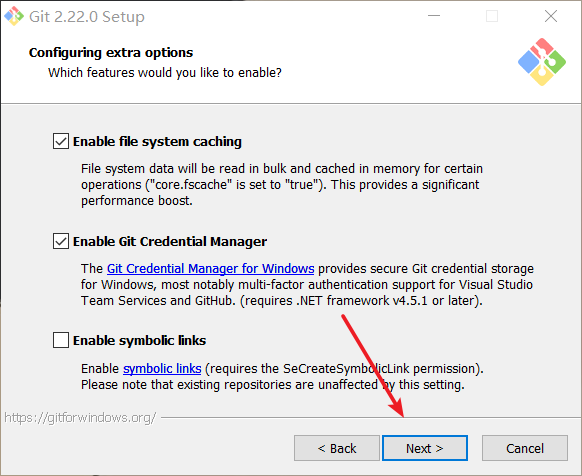 Git 2.22.0 Setup
Configuring extra options
Which features would you like to enable?
Enable file system caching
File system data will be read in bulk and cached in memory for certain
operations ("core.fscache" is set to "true"). This provides a significant
performance boost.
Enable Git Credential Manager
The Git Credential Manager for Windows provides secure Git credential storage
for Windows, most notably multi-factor authentication support for Visual Studio
Team Services and GitHub. (requires .NET framework v4.5.1 or later).
Enable symbolic links
Enable symbolic links (requires the SeCreateSymbolicLink permission).
Please note that existing repositories are unaffected by this setting.
https://gitforwindows.org/
< Back
Next >
Cancel